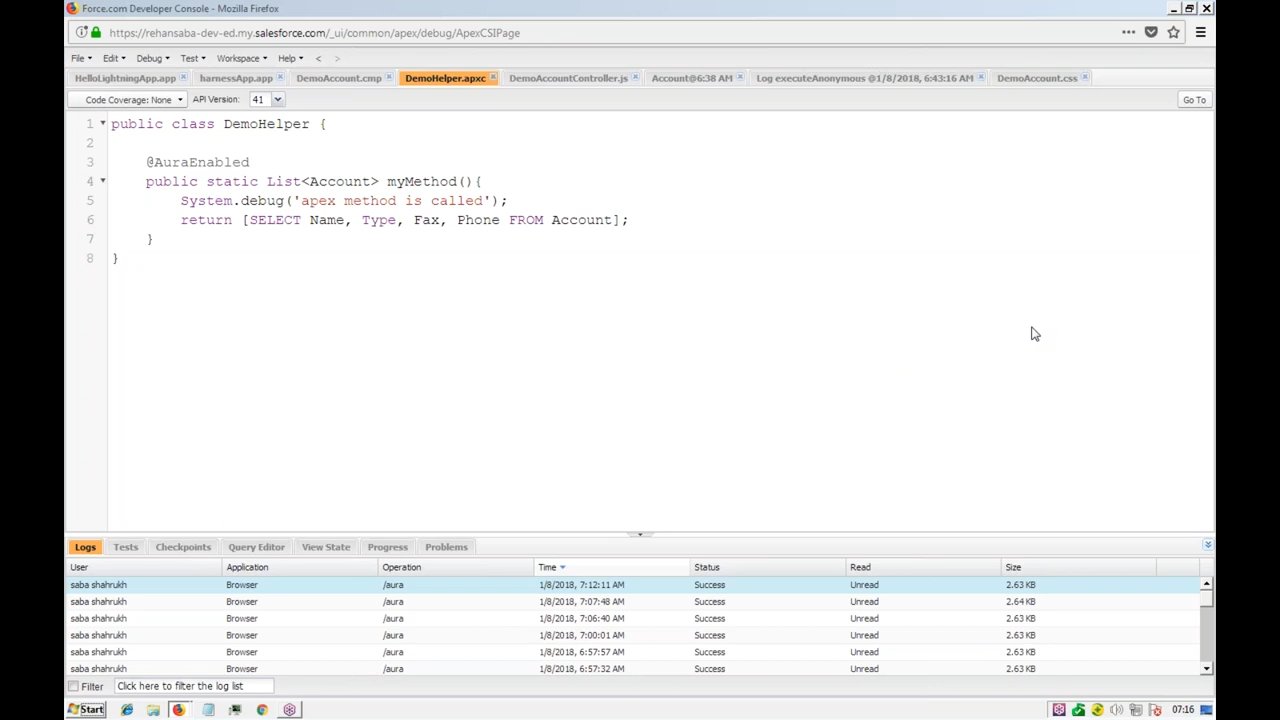 Force.com Developer Console - Mozilla Firefox
https://rehansaba-dev-ed.my.salesforce.com/_ui/common/apex/debug/ApexCSIPage
File Edit Debug Test Workspace Help < >
HelloLightningApp.app harnessApp.app DemoAccount.cmp DemoHelper.apxc DemoAccountController.js Account@6:38 AM Log executeAnonymous @1/8/2018, 6:43:16 AM DemoAccount.css
Code Coverage: None API Version: 41 Go To
1 public class DemoHelper {
2
3 @AuraEnabled
4 public static List<Account> myMethod(){
5 System.debug('apex method is called');
6 return [SELECT Name, Type, Fax, Phone FROM Account];
7 }
8 }
Logs Tests Checkpoints Query Editor View State Progress Problems
User Application Operation Time Status Read Size
saba shahrukh Browser /aura 1/8/2018, 7:12:11 AM Success Unread 2.63 KB
saba shahrukh Browser /aura 1/8/2018, 7:07:48 AM Success Unread 2.64 KB
saba shahrukh Browser /aura 1/8/2018, 7:06:40 AM Success Unread 2.63 KB
saba shahrukh Browser /aura 1/8/2018, 7:00:01 AM Success Unread 2.63 KB
saba shahrukh Browser /aura 1/8/2018, 6:57:57 AM Success Unread 2.63 KB
saba shahrukh Browser /aura 1/8/2018, 6:57:32 AM Success Unread 2.63 KB
Filter Click here to filter the log list
Start 07:16